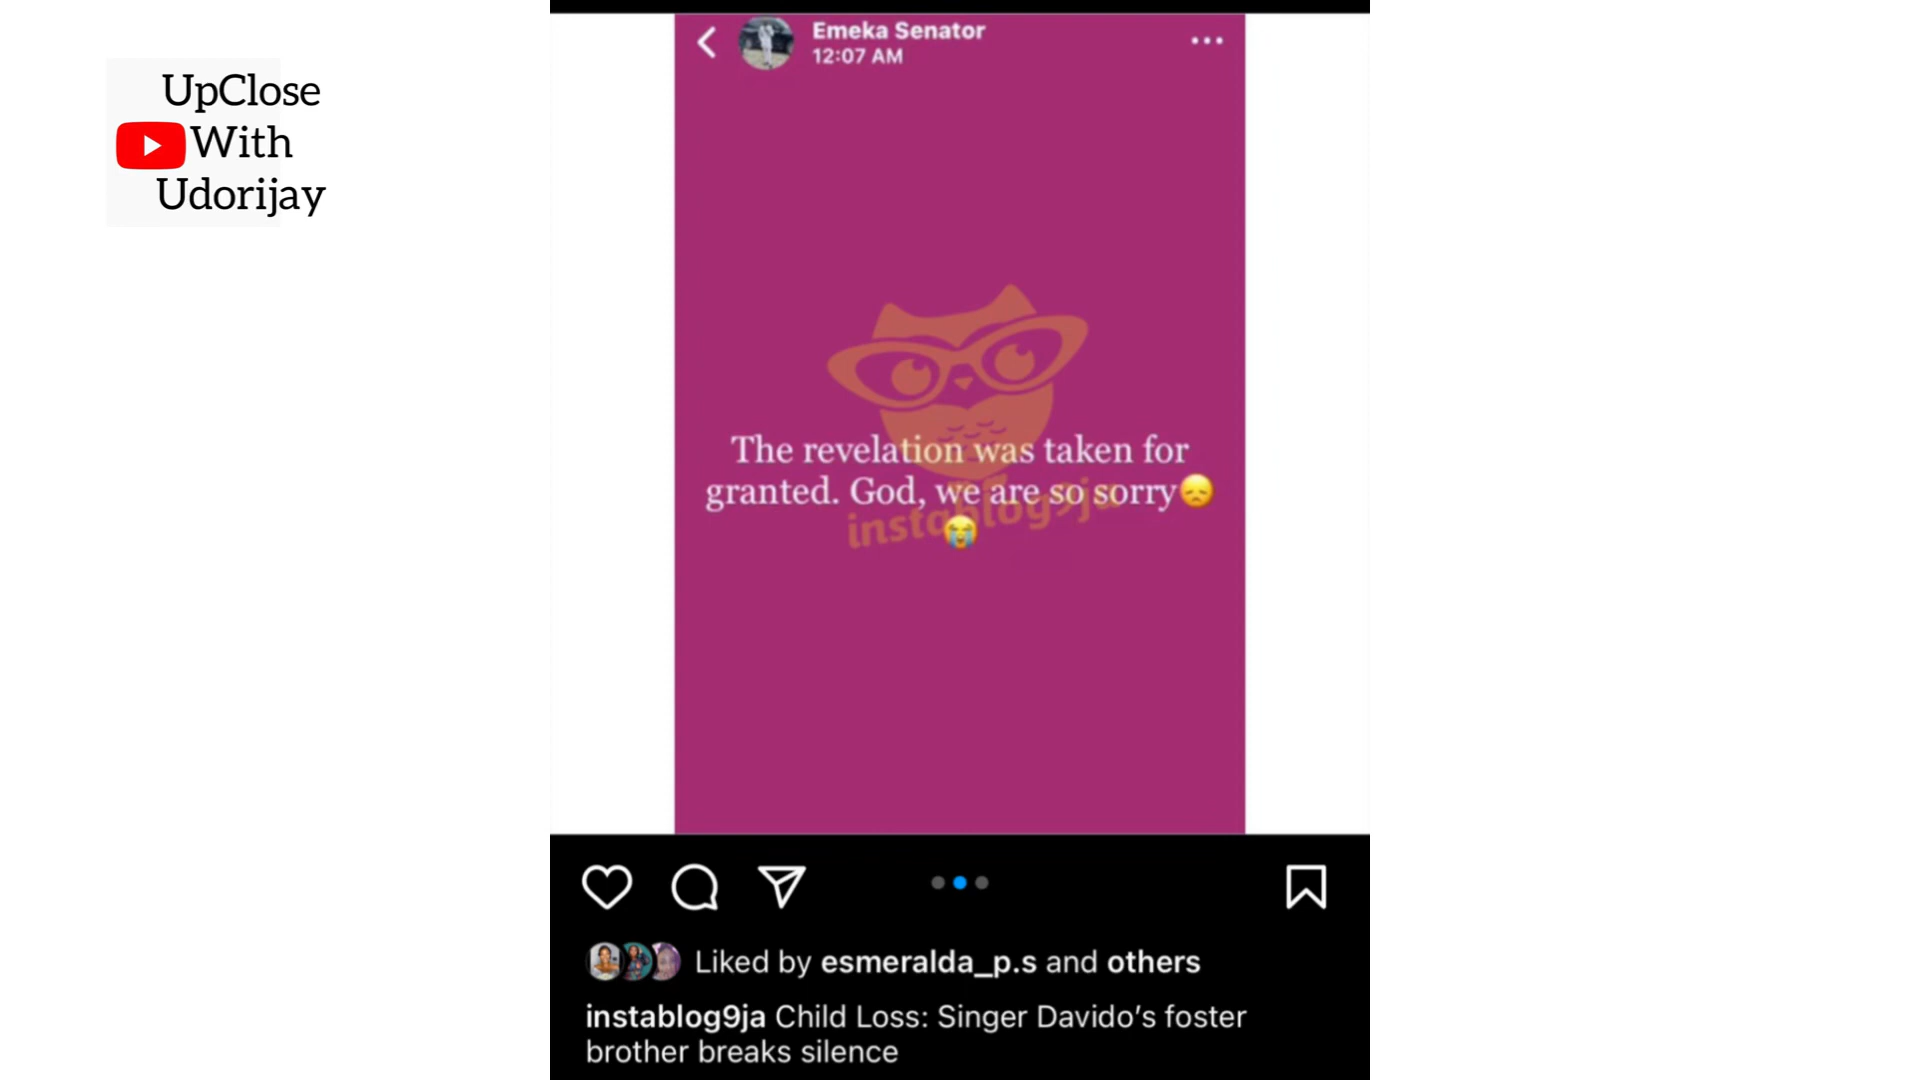 UpClose
With
Udorijay
Emeka Senator
12:07 AM
The revelation was taken for
granted. God, we are so sorry😞
😭
instablog9ja
Liked by esmeralda_p.s and others
instablog9ja Child Loss: Singer Davido’s foster
brother breaks silence